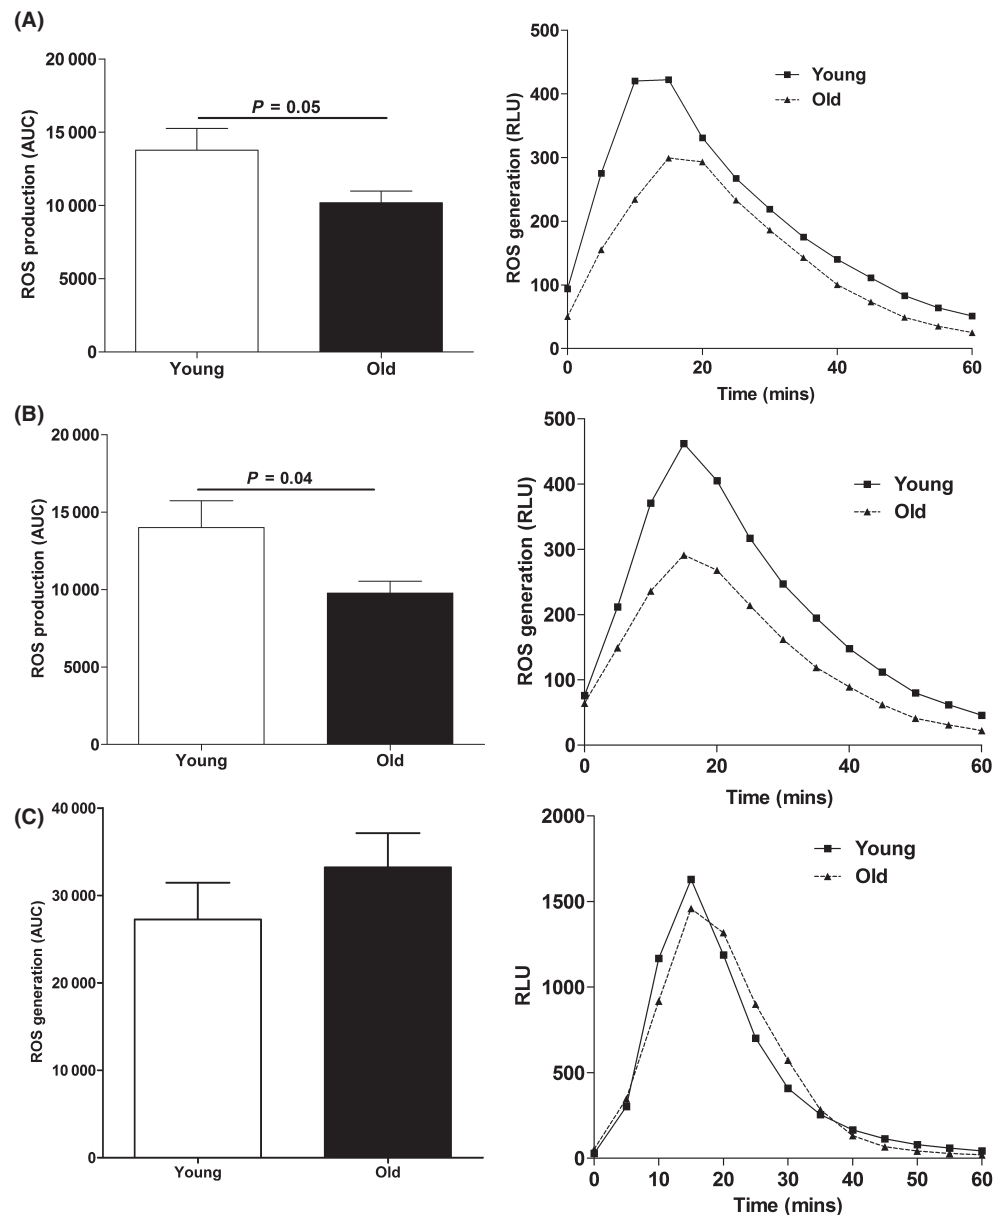 (A)
20 000
15 000
10 000
5000
0
ROS production (AUC)
P = 0.05
Young
Old
500
400
300
200
100
0
ROS generation (RLU)
Young
Old
0
20
40
60
Time (mins)
(B)
20 000
15 000
10 000
5000
0
ROS production (AUC)
P = 0.04
Young
Old
500
400
300
200
100
0
ROS generation (RLU)
Young
Old
0
20
40
60
Time (mins)
(C)
40 000
30 000
20 000
10 000
0
ROS generation (AUC)
Young
Old
2000
1500
1000
500
0
RLU
Young
Old
0
10
20
30
40
50
60
Time (mins)